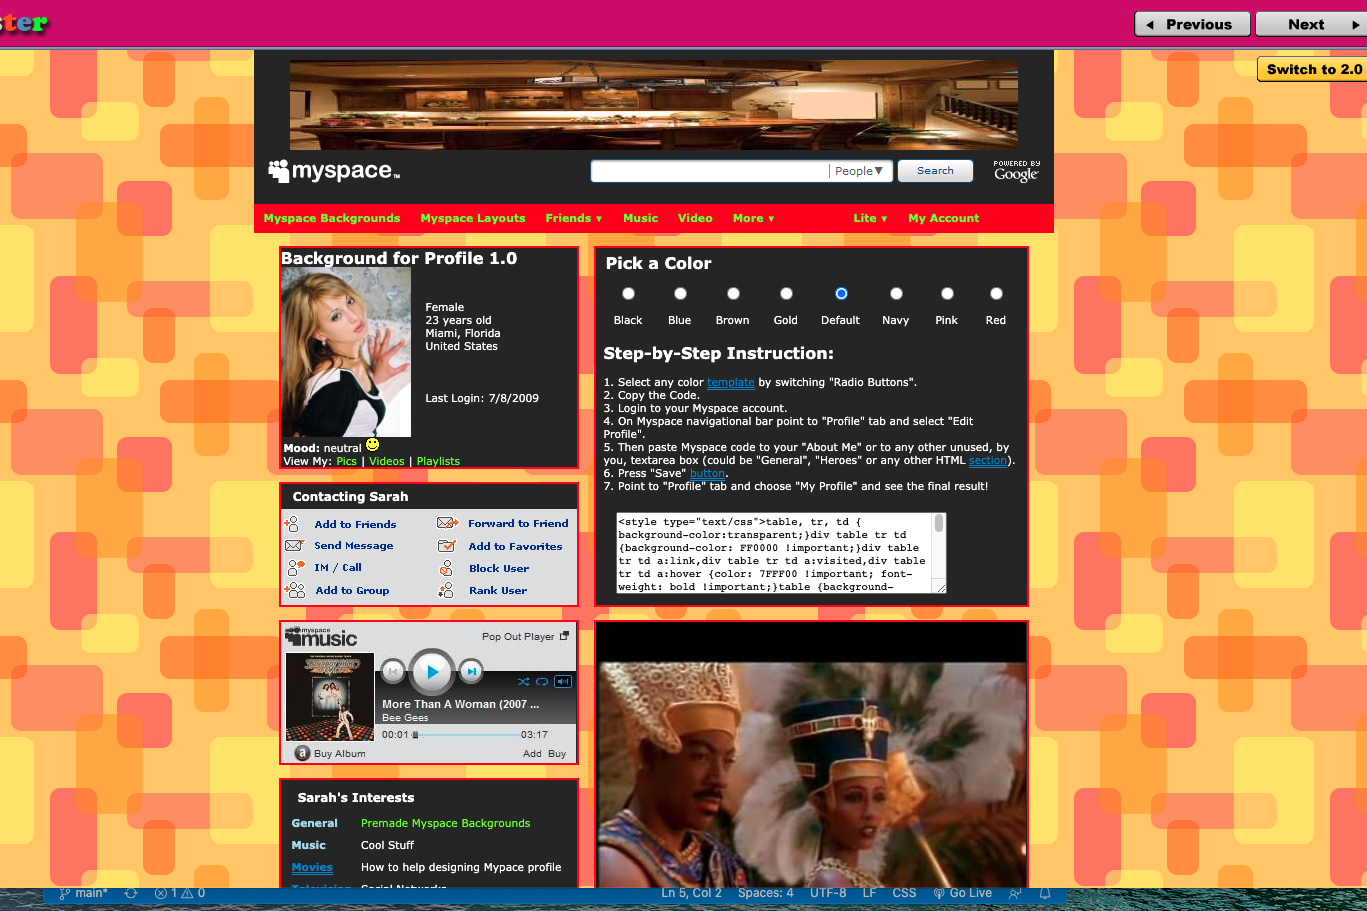 ster
Previous
Next
Switch to 2.0
myspace™
People▼
Search
POWERED BY
Google
Myspace Backgrounds
Myspace Layouts
Friends ▼
Music
Video
More ▼
Lite ▼
My Account
Background for Profile 1.0
Female
23 years old
Miami, Florida
United States
Last Login: 7/8/2009
Mood: neutral
View My: Pics | Videos | Playlists
Contacting Sarah
Add to Friends
Forward to Friend
Send Message
Add to Favorites
IM / Call
Block User
Add to Group
Rank User
myspace
music
Pop Out Player
More Than A Woman (2007 ...
Bee Gees
00:01
03:17
a Buy Album
Add Buy
Sarah's Interests
General Premade Myspace Backgrounds
Music Cool Stuff
Movies How to help designing Mypace profile
Television Social Networks
Pick a Color
Black
Blue
Brown
Gold
Default
Navy
Pink
Red
Step-by-Step Instruction:
1. Select any color template by switching "Radio Buttons".
2. Copy the Code.
3. Login to your Myspace account.
4. On Myspace navigational bar point to "Profile" tab and select "Edit
Profile".
5. Then paste Myspace code to your "About Me" or to any other unused, by
you, textarea box (could be "General", "Heroes" or any other HTML section).
6. Press "Save" button.
7. Point to "Profile" tab and choose "My Profile" and see the final result!
<style type="text/css">table, tr, td {
background-color:transparent;}div table tr td
{background-color: FF0000 !important;}div table
tr td a:link,div table tr td a:visited,div table
tr td a:hover {color: 7FFF00 !important; font-
weight: bold !important;}table {background-
main*
1
0
Ln 5, Col 2
Spaces: 4
UTF-8
LF
CSS
Go Live